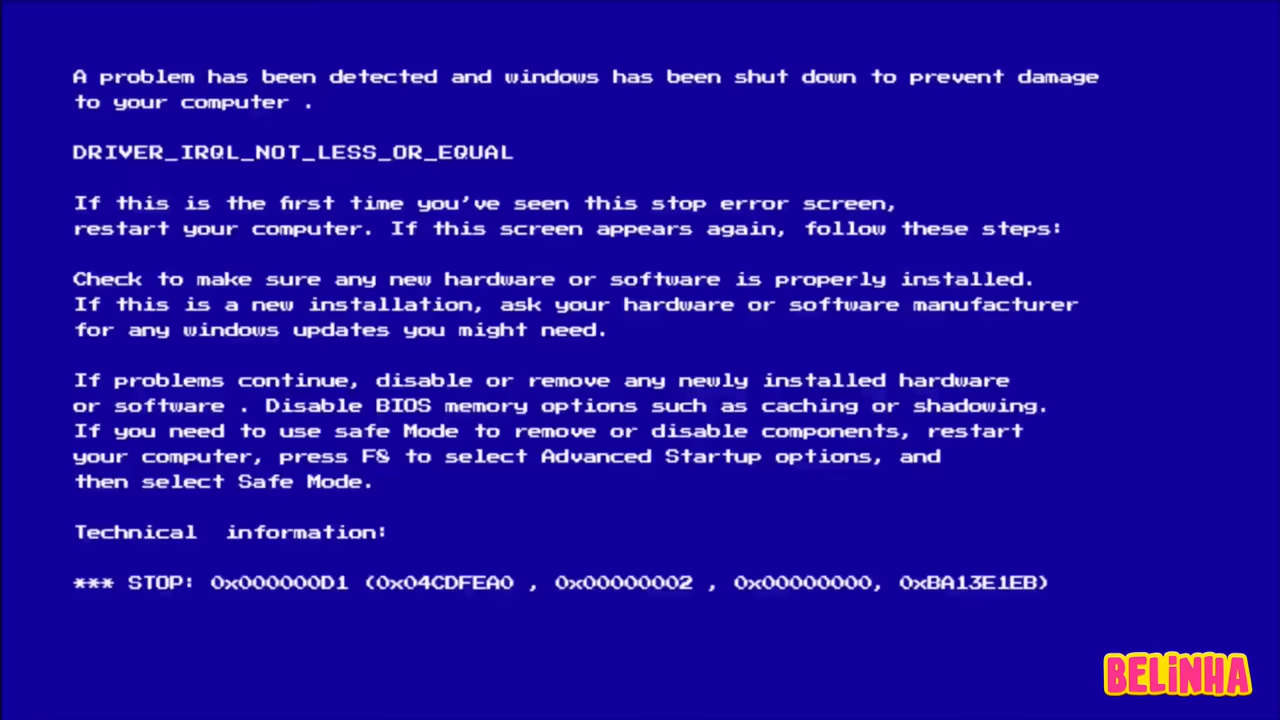 A problem has been detected and windows has been shut down to prevent damage
to your computer .
DRIVER_IRQL_NOT_LESS_OR_EQUAL
If this is the first time you've seen this stop error screen,
restart your computer. If this screen appears again, follow these steps:
Check to make sure any new hardware or software is properly installed.
If this is a new installation, ask your hardware or software manufacturer
for any windows updates you might need.
If problems continue, disable or remove any newly installed hardware
or software . Disable BIOS memory options such as caching or shadowing.
If you need to use safe Mode to remove or disable components, restart
your computer, press F8 to select Advanced Startup options, and
then select Safe Mode.
Technical  information:
*** STOP: 0x000000D1 (0x04CDFEA0 , 0x00000002 , 0x00000000, 0xBA13E1EB)
BELiNHA